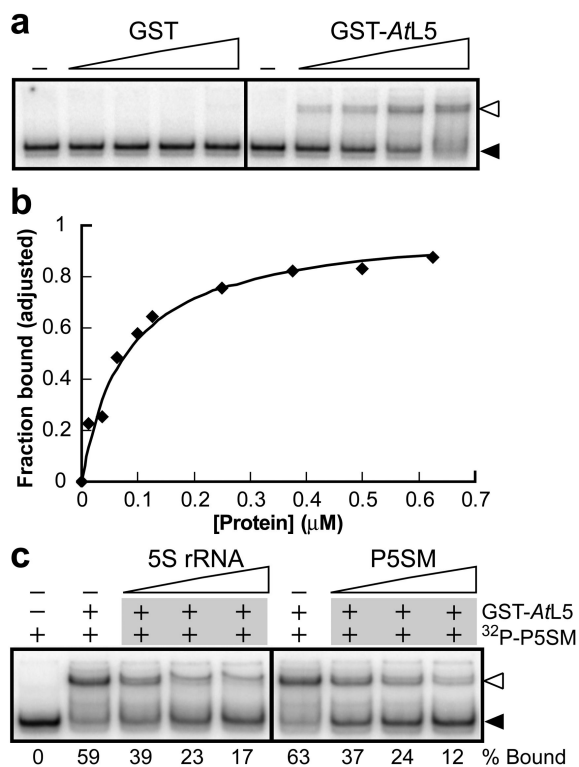 a
GST GST-AtL5
– –
b
Fraction bound (adjusted)
1
0.8
0.6
0.4
0.2
0
0 0.1 0.2 0.3 0.4 0.5 0.6 0.7
[Protein] (μM)
c
5S rRNA P5SM
– – –
– + + + + + + + + GST-AtL5
+ + + + + + + + + ³²P-P5SM
0 59 39 23 17 63 37 24 12 % Bound